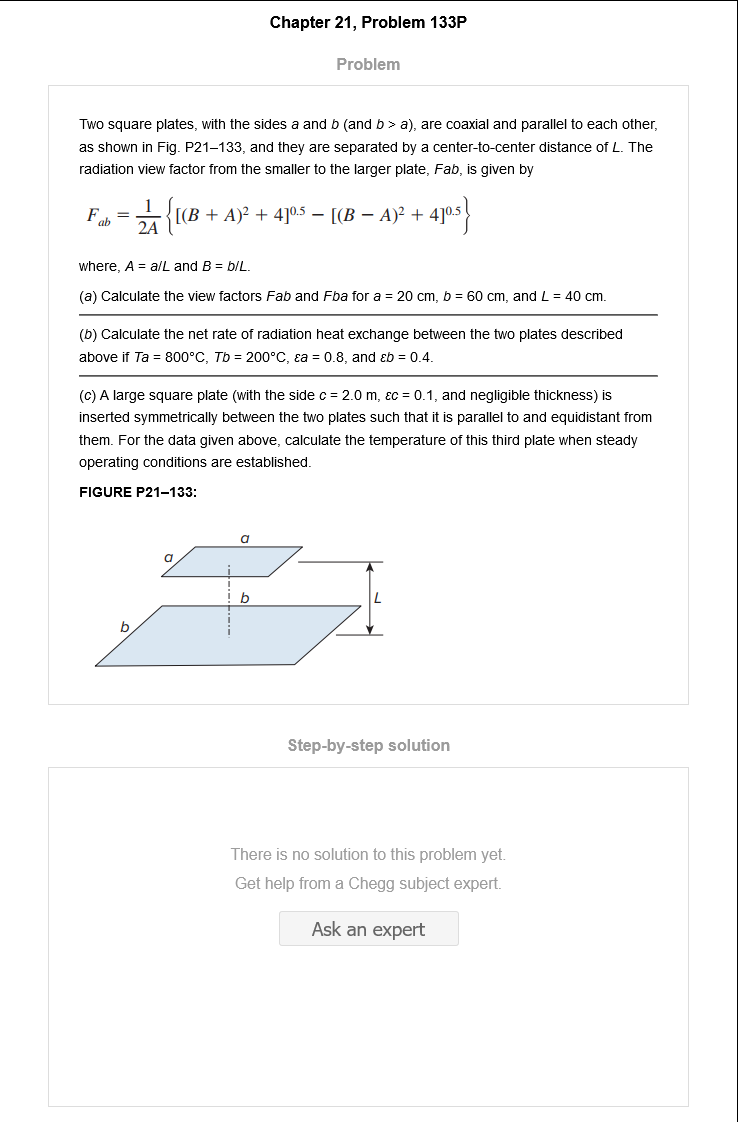 Chapter 21, Problem 133P
Problem
Two square plates, with the sides a and b (and b > a), are coaxial and parallel to each other,
as shown in Fig. P21–133, and they are separated by a center-to-center distance of L. The
radiation view factor from the smaller to the larger plate, Fab, is given by
F_ab = 1/2A {[(B + A)² + 4]^0.5 − [(B − A)² + 4]^0.5}
where, A = a/L and B = b/L.
(a) Calculate the view factors Fab and Fba for a = 20 cm, b = 60 cm, and L = 40 cm.
(b) Calculate the net rate of radiation heat exchange between the two plates described
above if Ta = 800°C, Tb = 200°C, εa = 0.8, and εb = 0.4.
(c) A large square plate (with the side c = 2.0 m, εc = 0.1, and negligible thickness) is
inserted symmetrically between the two plates such that it is parallel to and equidistant from
them. For the data given above, calculate the temperature of this third plate when steady
operating conditions are established.
FIGURE P21–133:
a
a
b
L
b
Step-by-step solution
There is no solution to this problem yet.
Get help from a Chegg subject expert.
Ask an expert